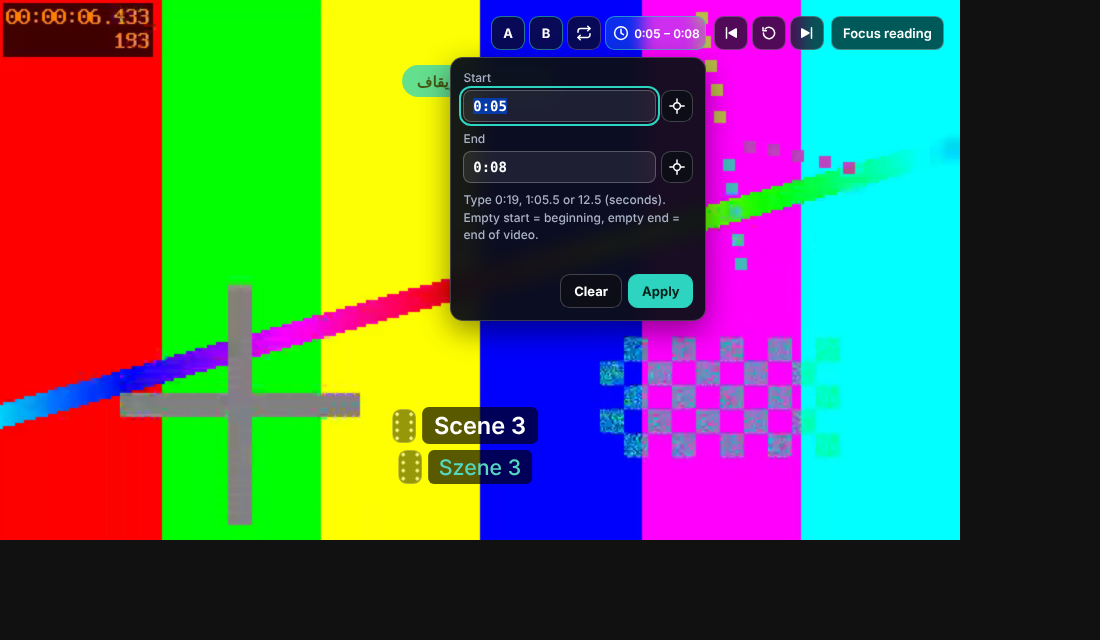 00:00:06.433
193
A
B
0:05 – 0:08
Focus reading
Start
0:05
End
0:08
Type 0:19, 1:05.5 or 12.5 (seconds).
Empty start = beginning, empty end =
end of video.
Clear
Apply
Scene 3
Szene 3